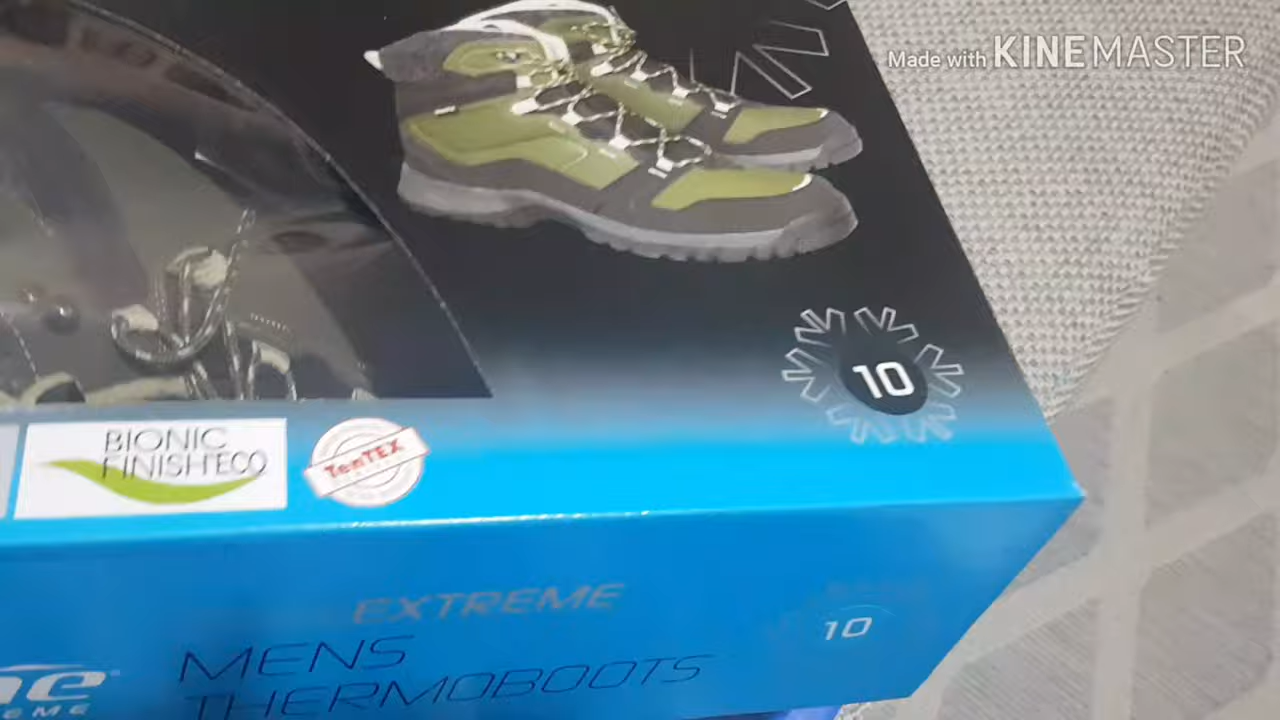 Made with KINEMASTER
10
BIONIC
FINISH ECO
TenTEX
EXTREME
10
MENS
THERMOBOOTS